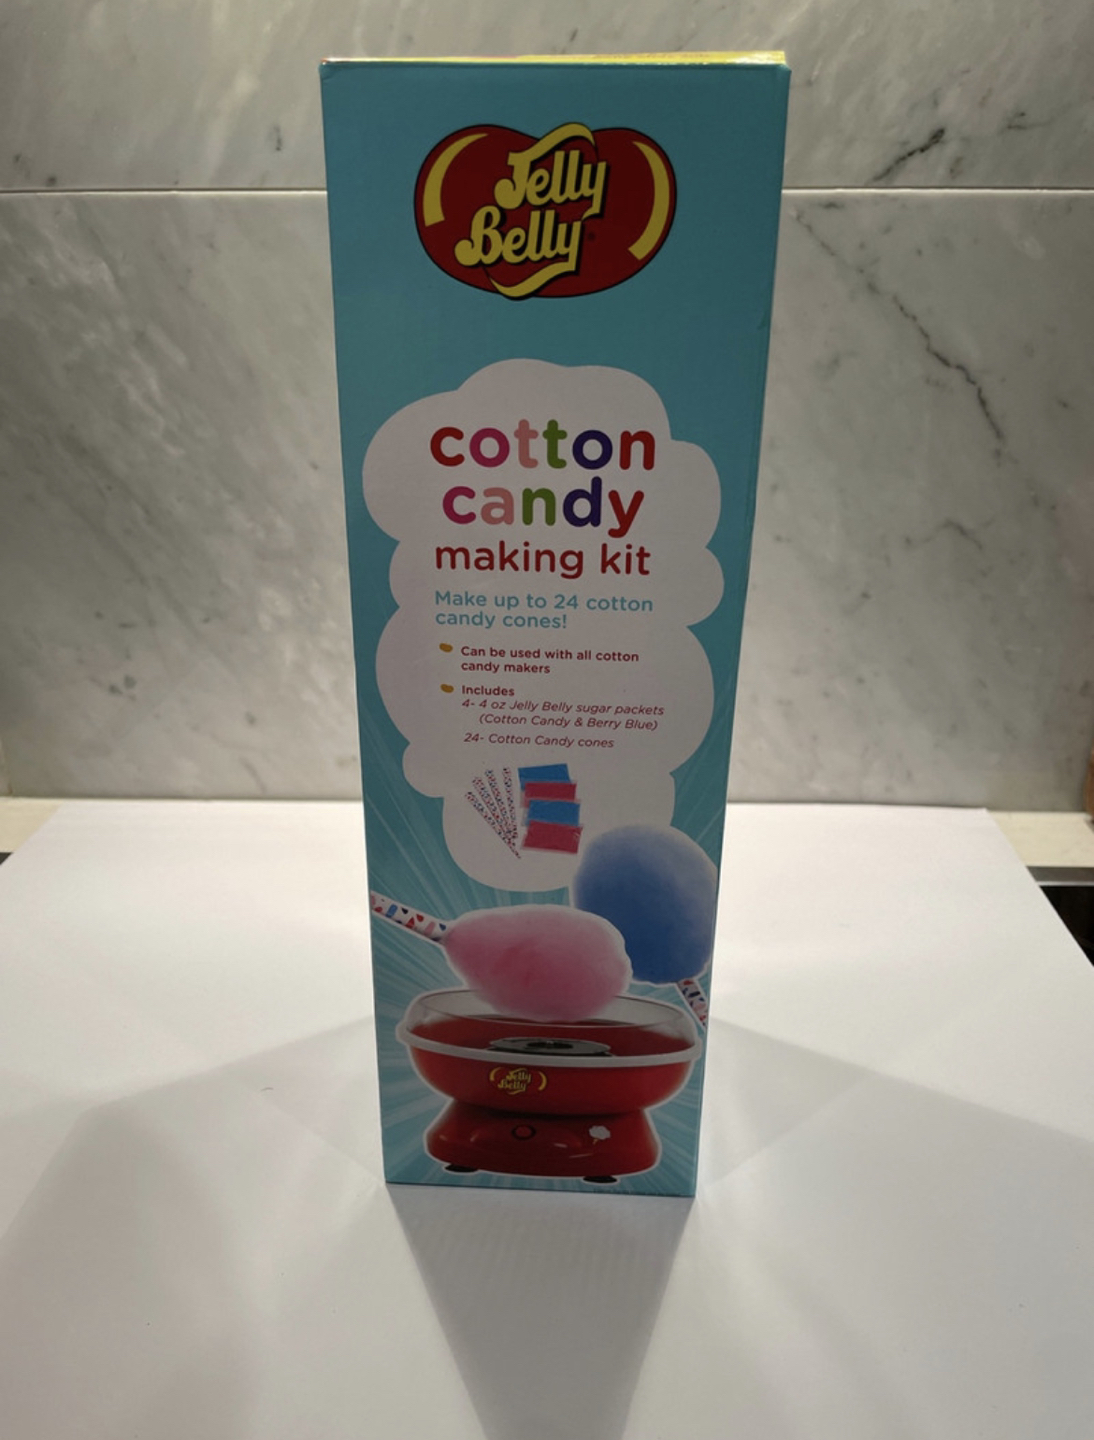 Jelly
Belly
cotton
candy
making kit
Make up to 24 cotton
candy cones!
Can be used with all cotton
candy makers
Includes
4- 4 oz Jelly Belly sugar packets
(Cotton Candy & Berry Blue)
24- Cotton Candy cones
Jelly
Belly